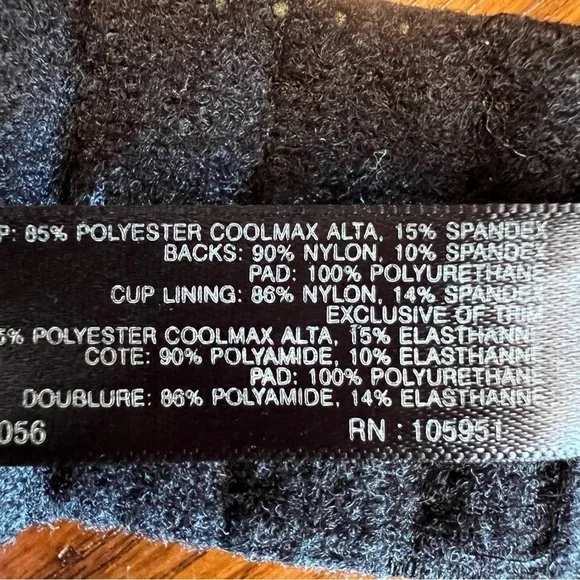 P: 85% POLYESTER COOLMAX ALTA, 15% SPANDEX
BACKS: 90% NYLON, 10% SPANDEX
PAD: 100% POLYURETHANE
CUP LINING: 86% NYLON, 14% SPANDEX
EXCLUSIVE OF TRIM
5% POLYESTER COOLMAX ALTA, 15% ELASTHANNE
COTE: 90% POLYAMIDE, 10% ELASTHANNE
PAD: 100% POLYURETHANE
DOUBLURE: 86% POLYAMIDE, 14% ELASTHANNE
056 RN : 105951